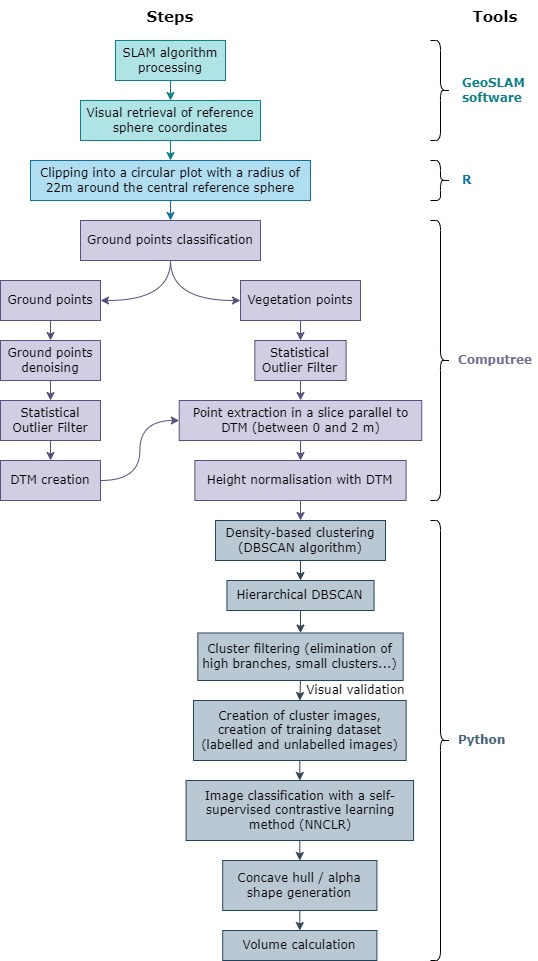 Steps
Tools
SLAM algorithm
processing
GeoSLAM
software
Visual retrieval of reference
sphere coordinates
Clipping into a circular plot with a radius of
22m around the central reference sphere
R
Ground points classification
Ground points
Vegetation points
Ground points
denoising
Statistical
Outlier Filter
Computree
Statistical
Outlier Filter
Point extraction in a slice parallel to
DTM (between 0 and 2 m)
DTM creation
Height normalisation with DTM
Density-based clustering
(DBSCAN algorithm)
Hierarchical DBSCAN
Cluster filtering (elimination of
high branches, small clusters...)
Visual validation
Creation of cluster images,
creation of training dataset
(labelled and unlabelled images)
Python
Image classification with a self-
supervised contrastive learning
method (NNCLR)
Concave hull / alpha
shape generation
Volume calculation